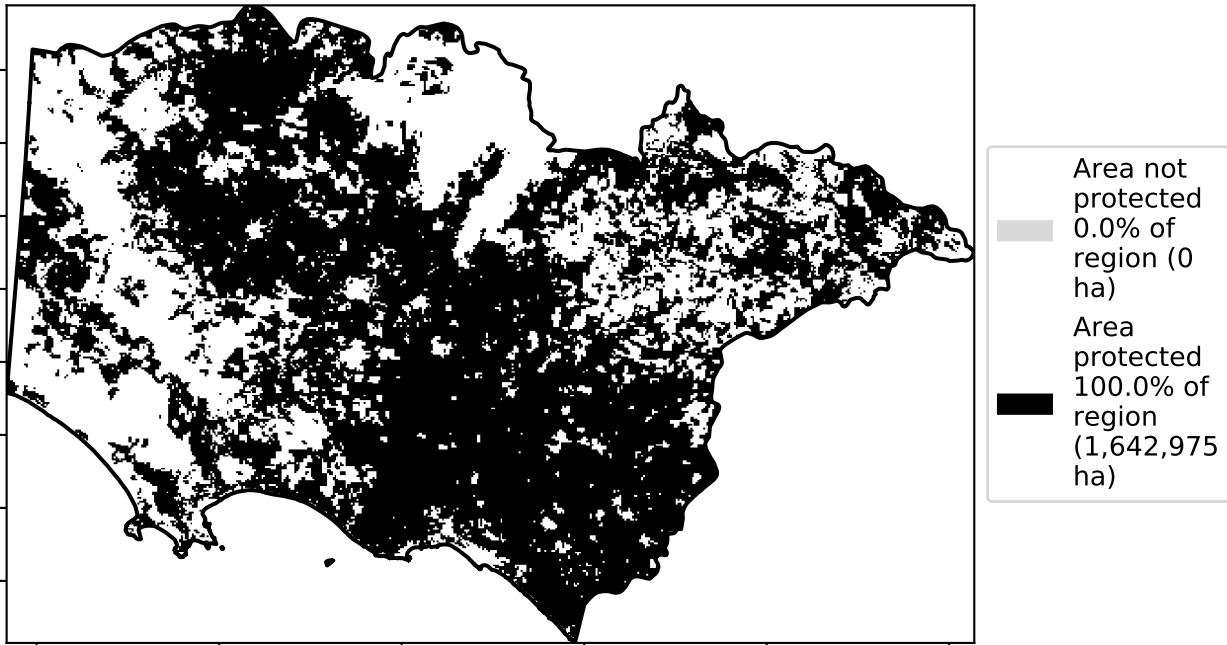 Area not
protected
0.0% of
region (0
ha)
Area
protected
100.0% of
region
(1,642,975
ha)